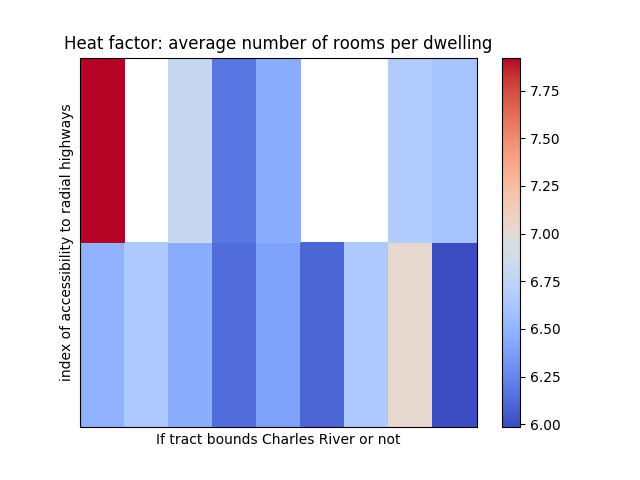 Heat factor: average number of rooms per dwelling
index of accessibility to radial highways
If tract bounds Charles River or not
7.75
7.50
7.25
7.00
6.75
6.50
6.25
6.00